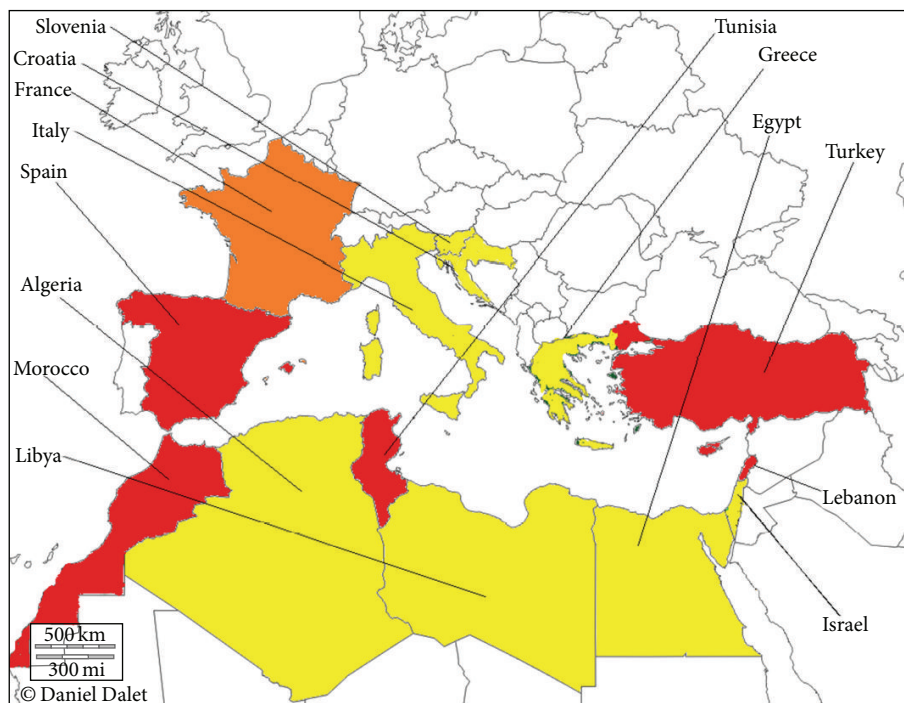 Slovenia
Croatia
France
Italy
Spain
Algeria
Morocco
Libya
Tunisia
Greece
Egypt
Turkey
Lebanon
Israel
500 km
300 mi
© Daniel Dalet